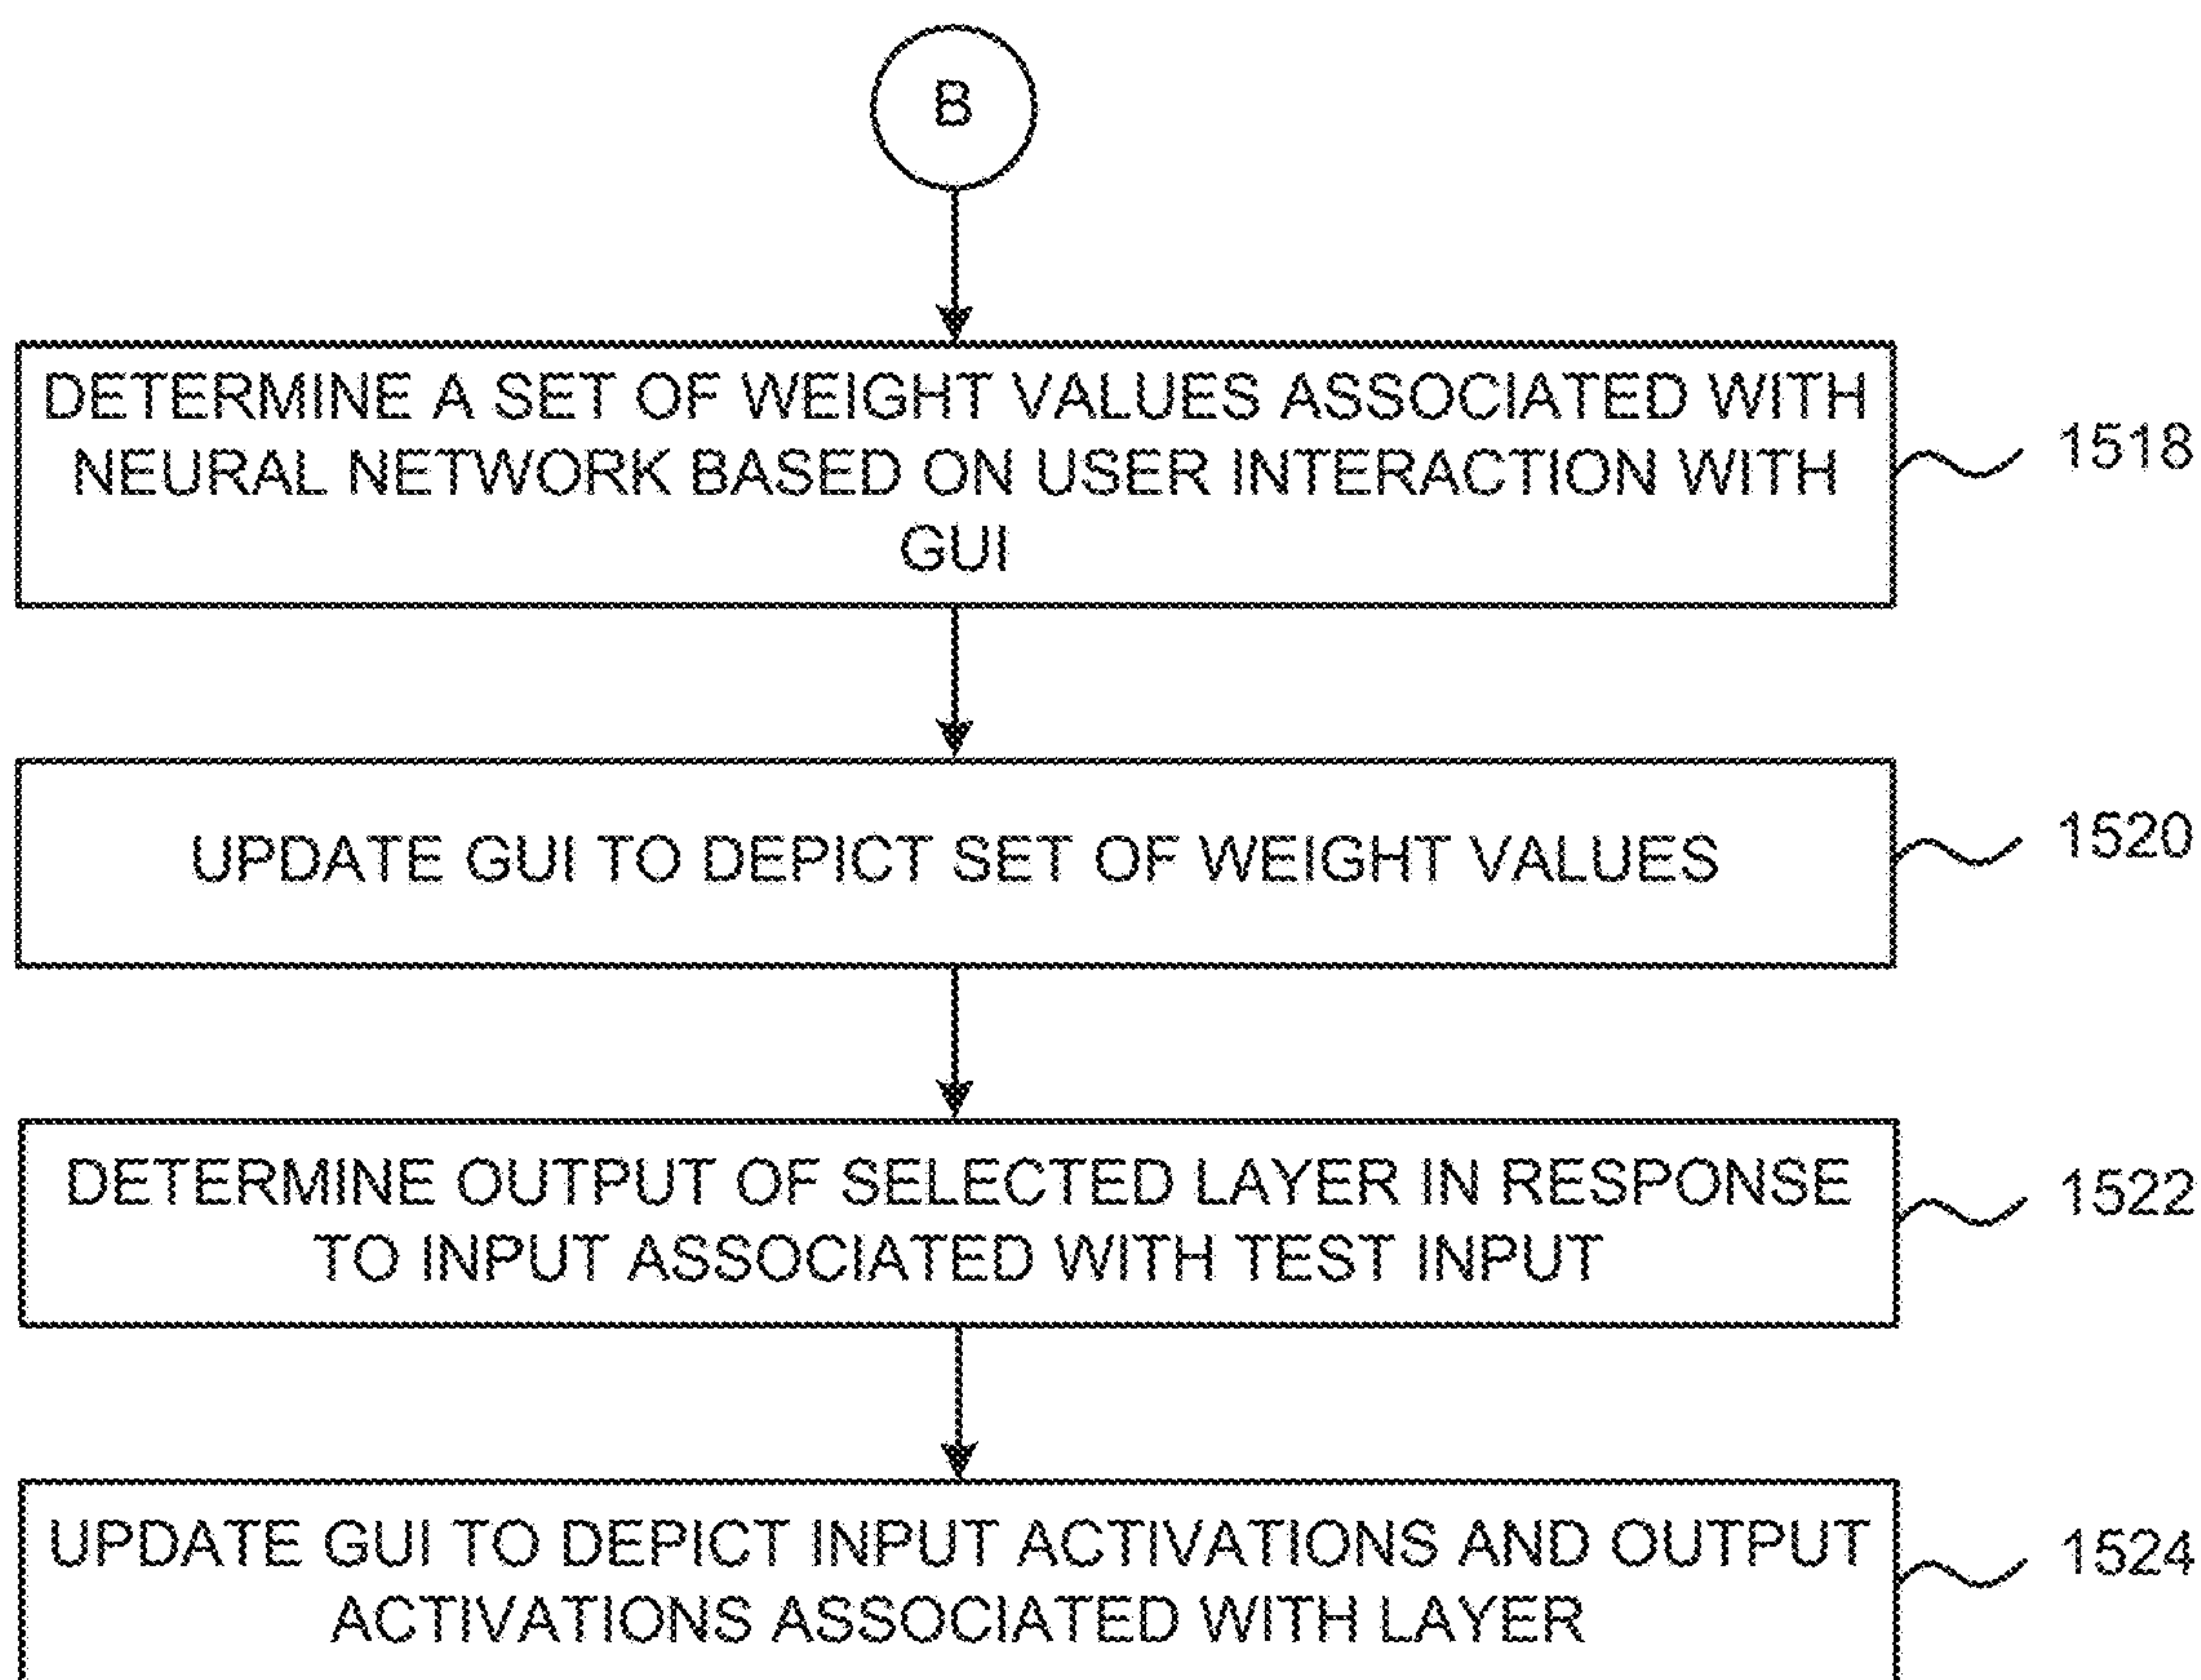 B
DETERMINE A SET OF WEIGHT VALUES ASSOCIATED WITH
NEURAL NETWORK BASED ON USER INTERACTION WITH
GUI
1518
UPDATE GUI TO DEPICT SET OF WEIGHT VALUES
1520
DETERMINE OUTPUT OF SELECTED LAYER IN RESPONSE
TO INPUT ASSOCIATED WITH TEST INPUT
1522
UPDATE GUI TO DEPICT INPUT ACTIVATIONS AND OUTPUT
ACTIVATIONS ASSOCIATED WITH LAYER
1524